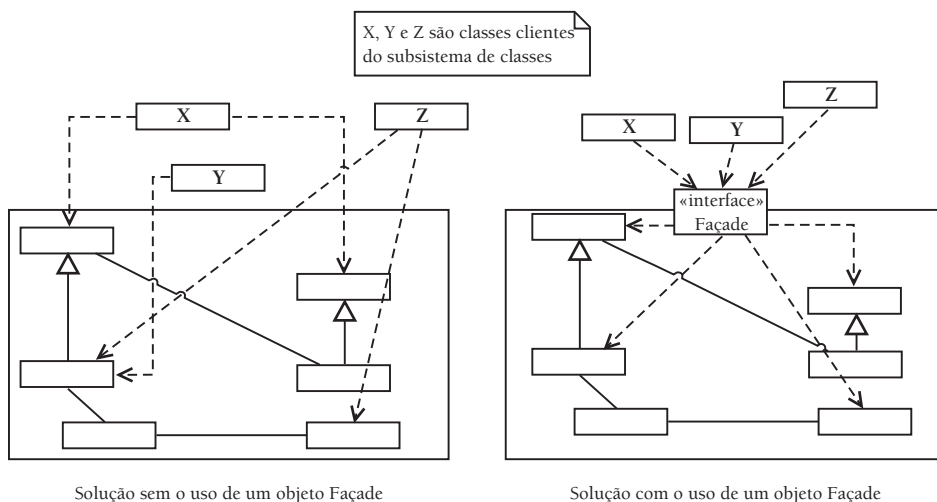 X, Y e Z são classes clientes
do subsistema de classes
X
Z
Y
X
Y
Z
«interface»
Façade
Solução sem o uso de um objeto Façade
Solução com o uso de um objeto Façade